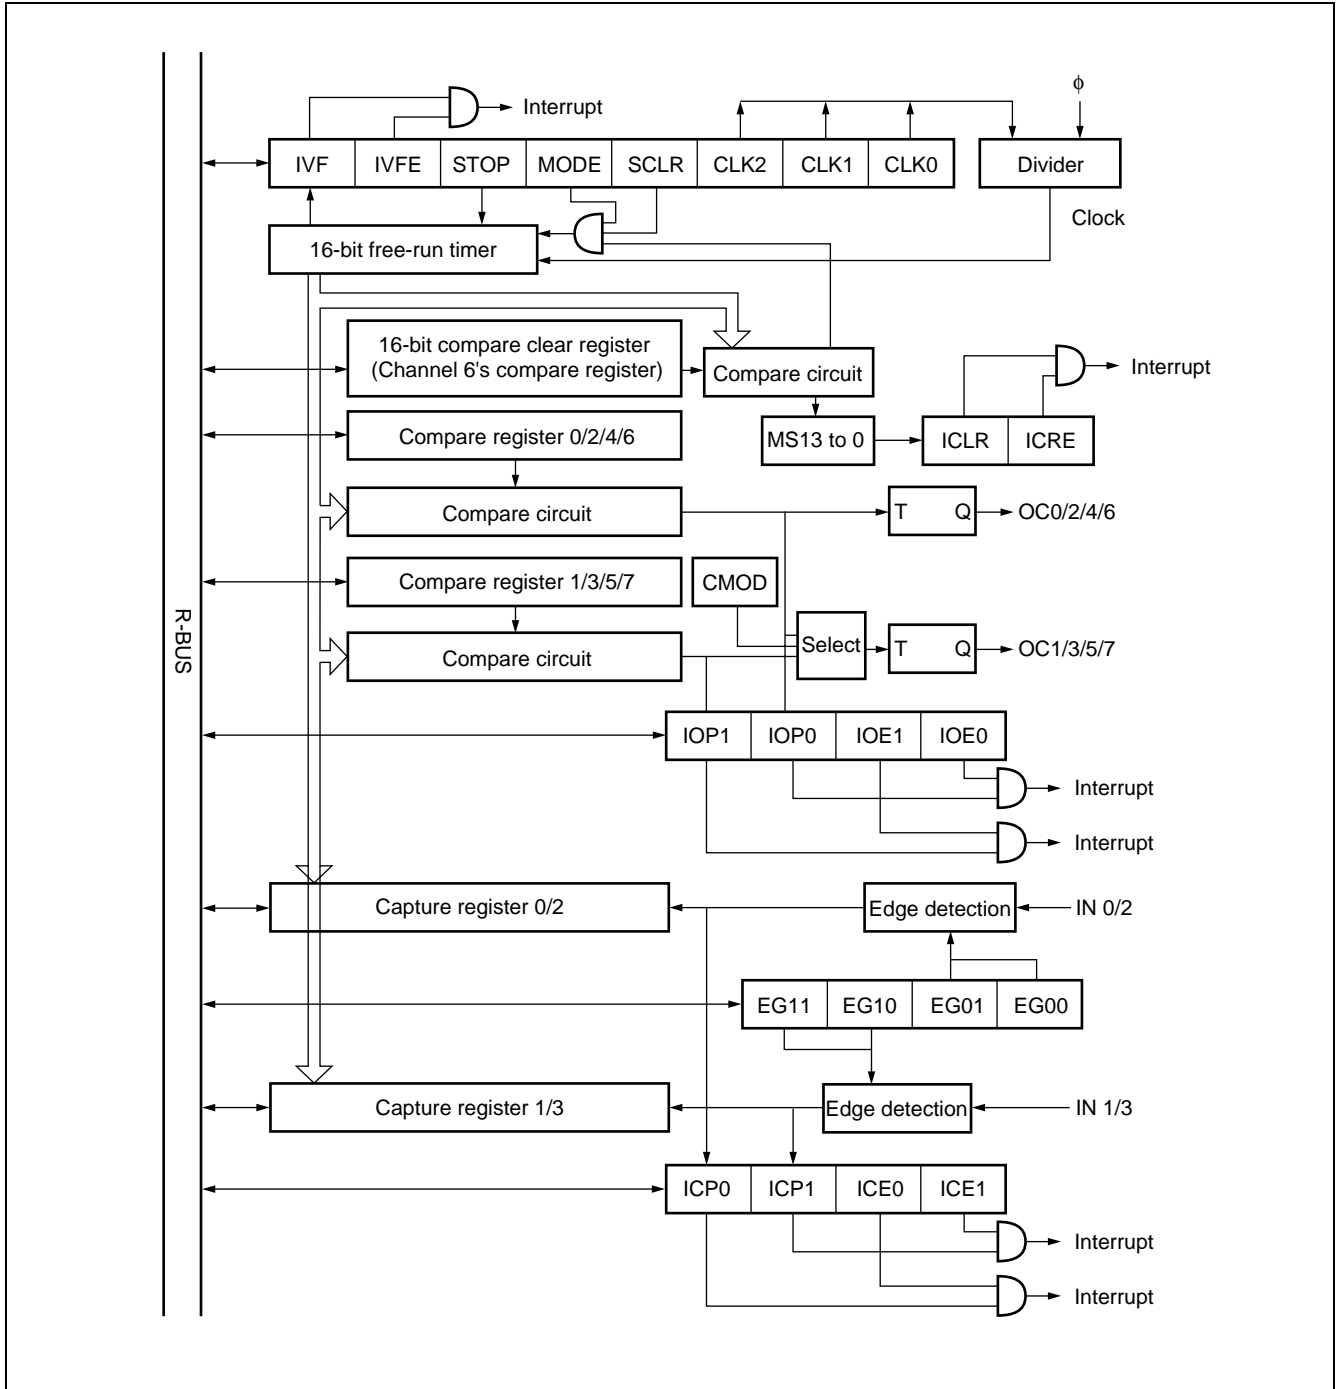 φ
Interrupt
IVF IVFE STOP MODE SCLR CLK2 CLK1 CLK0 Divider
Clock
16-bit free-run timer
16-bit compare clear register
(Channel 6's compare register)
Compare circuit
Interrupt
Compare register 0/2/4/6
MS13 to 0
ICLR ICRE
Compare circuit
T Q OC0/2/4/6
Compare register 1/3/5/7
CMOD
R-BUS
Compare circuit
Select
T Q OC1/3/5/7
IOP1 IOP0 IOE1 IOE0
Interrupt
Interrupt
Capture register 0/2
Edge detection
IN 0/2
EG11 EG10 EG01 EG00
Capture register 1/3
Edge detection
IN 1/3
ICP0 ICP1 ICE0 ICE1
Interrupt
Interrupt